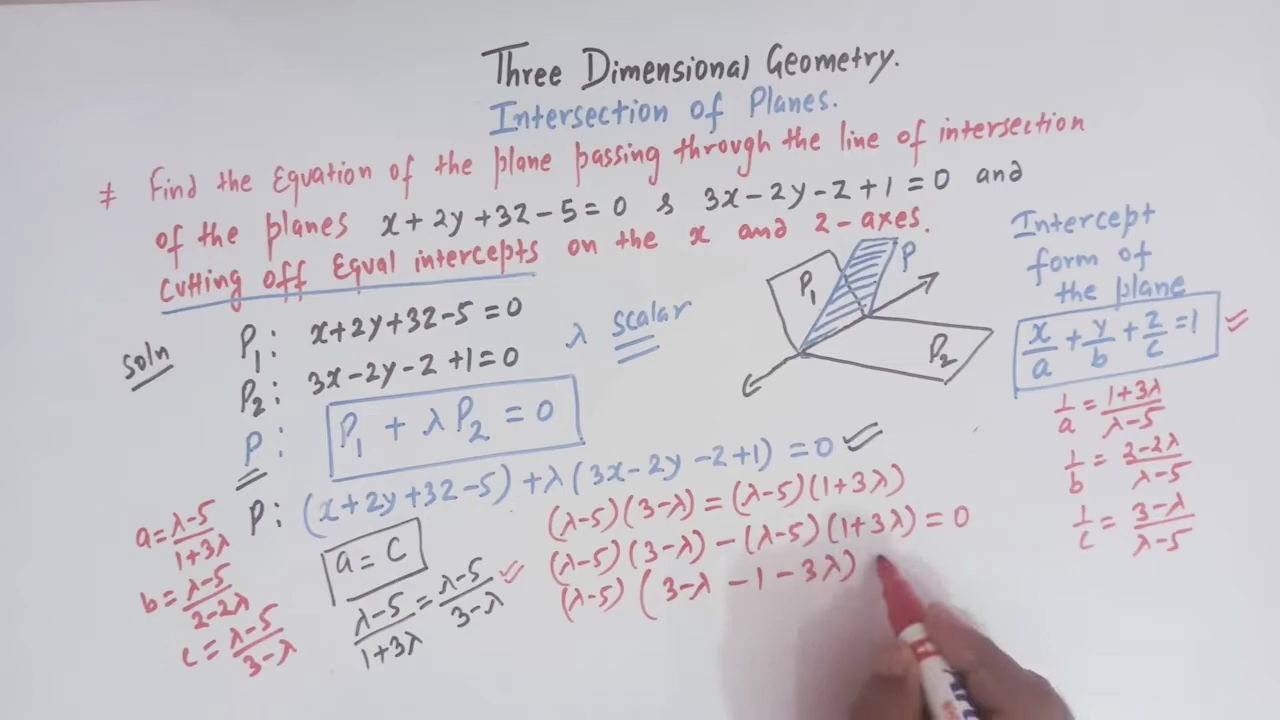 Three Dimensional Geometry.
Intersection of Planes.
# Find the Equation of the plane passing through the line of intersection
of the planes x+2y+3z-5=0 & 3x-2y-z+1=0 and
cutting off Equal intercepts on the x and z-axes.
Soln
P₁: x+2y+3z-5=0
P₂: 3x-2y-z+1=0
λ Scalar
P: P₁ + λP₂ = 0
P: (x+2y+3z-5)+λ(3x-2y-z+1)=0
P₁
P
P₂
Intercept
form of
the plane
x/a + y/b + z/c = 1
1/a = (1+3λ)/(λ-5)
1/b = (2-2λ)/(λ-5)
1/c = (3-λ)/(λ-5)
a = (λ-5)/(1+3λ)
b = (λ-5)/(2-2λ)
c = (λ-5)/(3-λ)
a = c
(λ-5)/(1+3λ) = (λ-5)/(3-λ)
(λ-5)(3-λ)=(λ-5)(1+3λ)
(λ-5)(3-λ)-(λ-5)(1+3λ)=0
(λ-5)(3-λ-1-3λ)